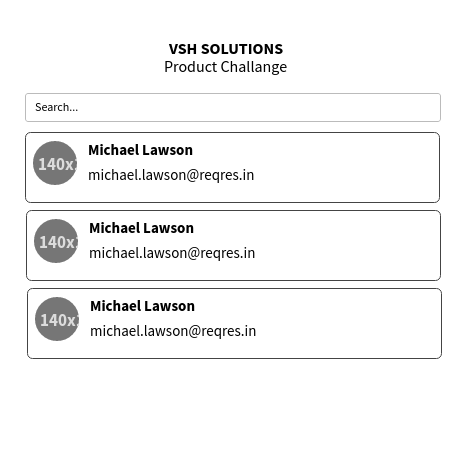 VSH SOLUTIONS
Product Challange
Search...
140x
Michael Lawson
michael.lawson@reqres.in
140x
Michael Lawson
michael.lawson@reqres.in
140x
Michael Lawson
michael.lawson@reqres.in